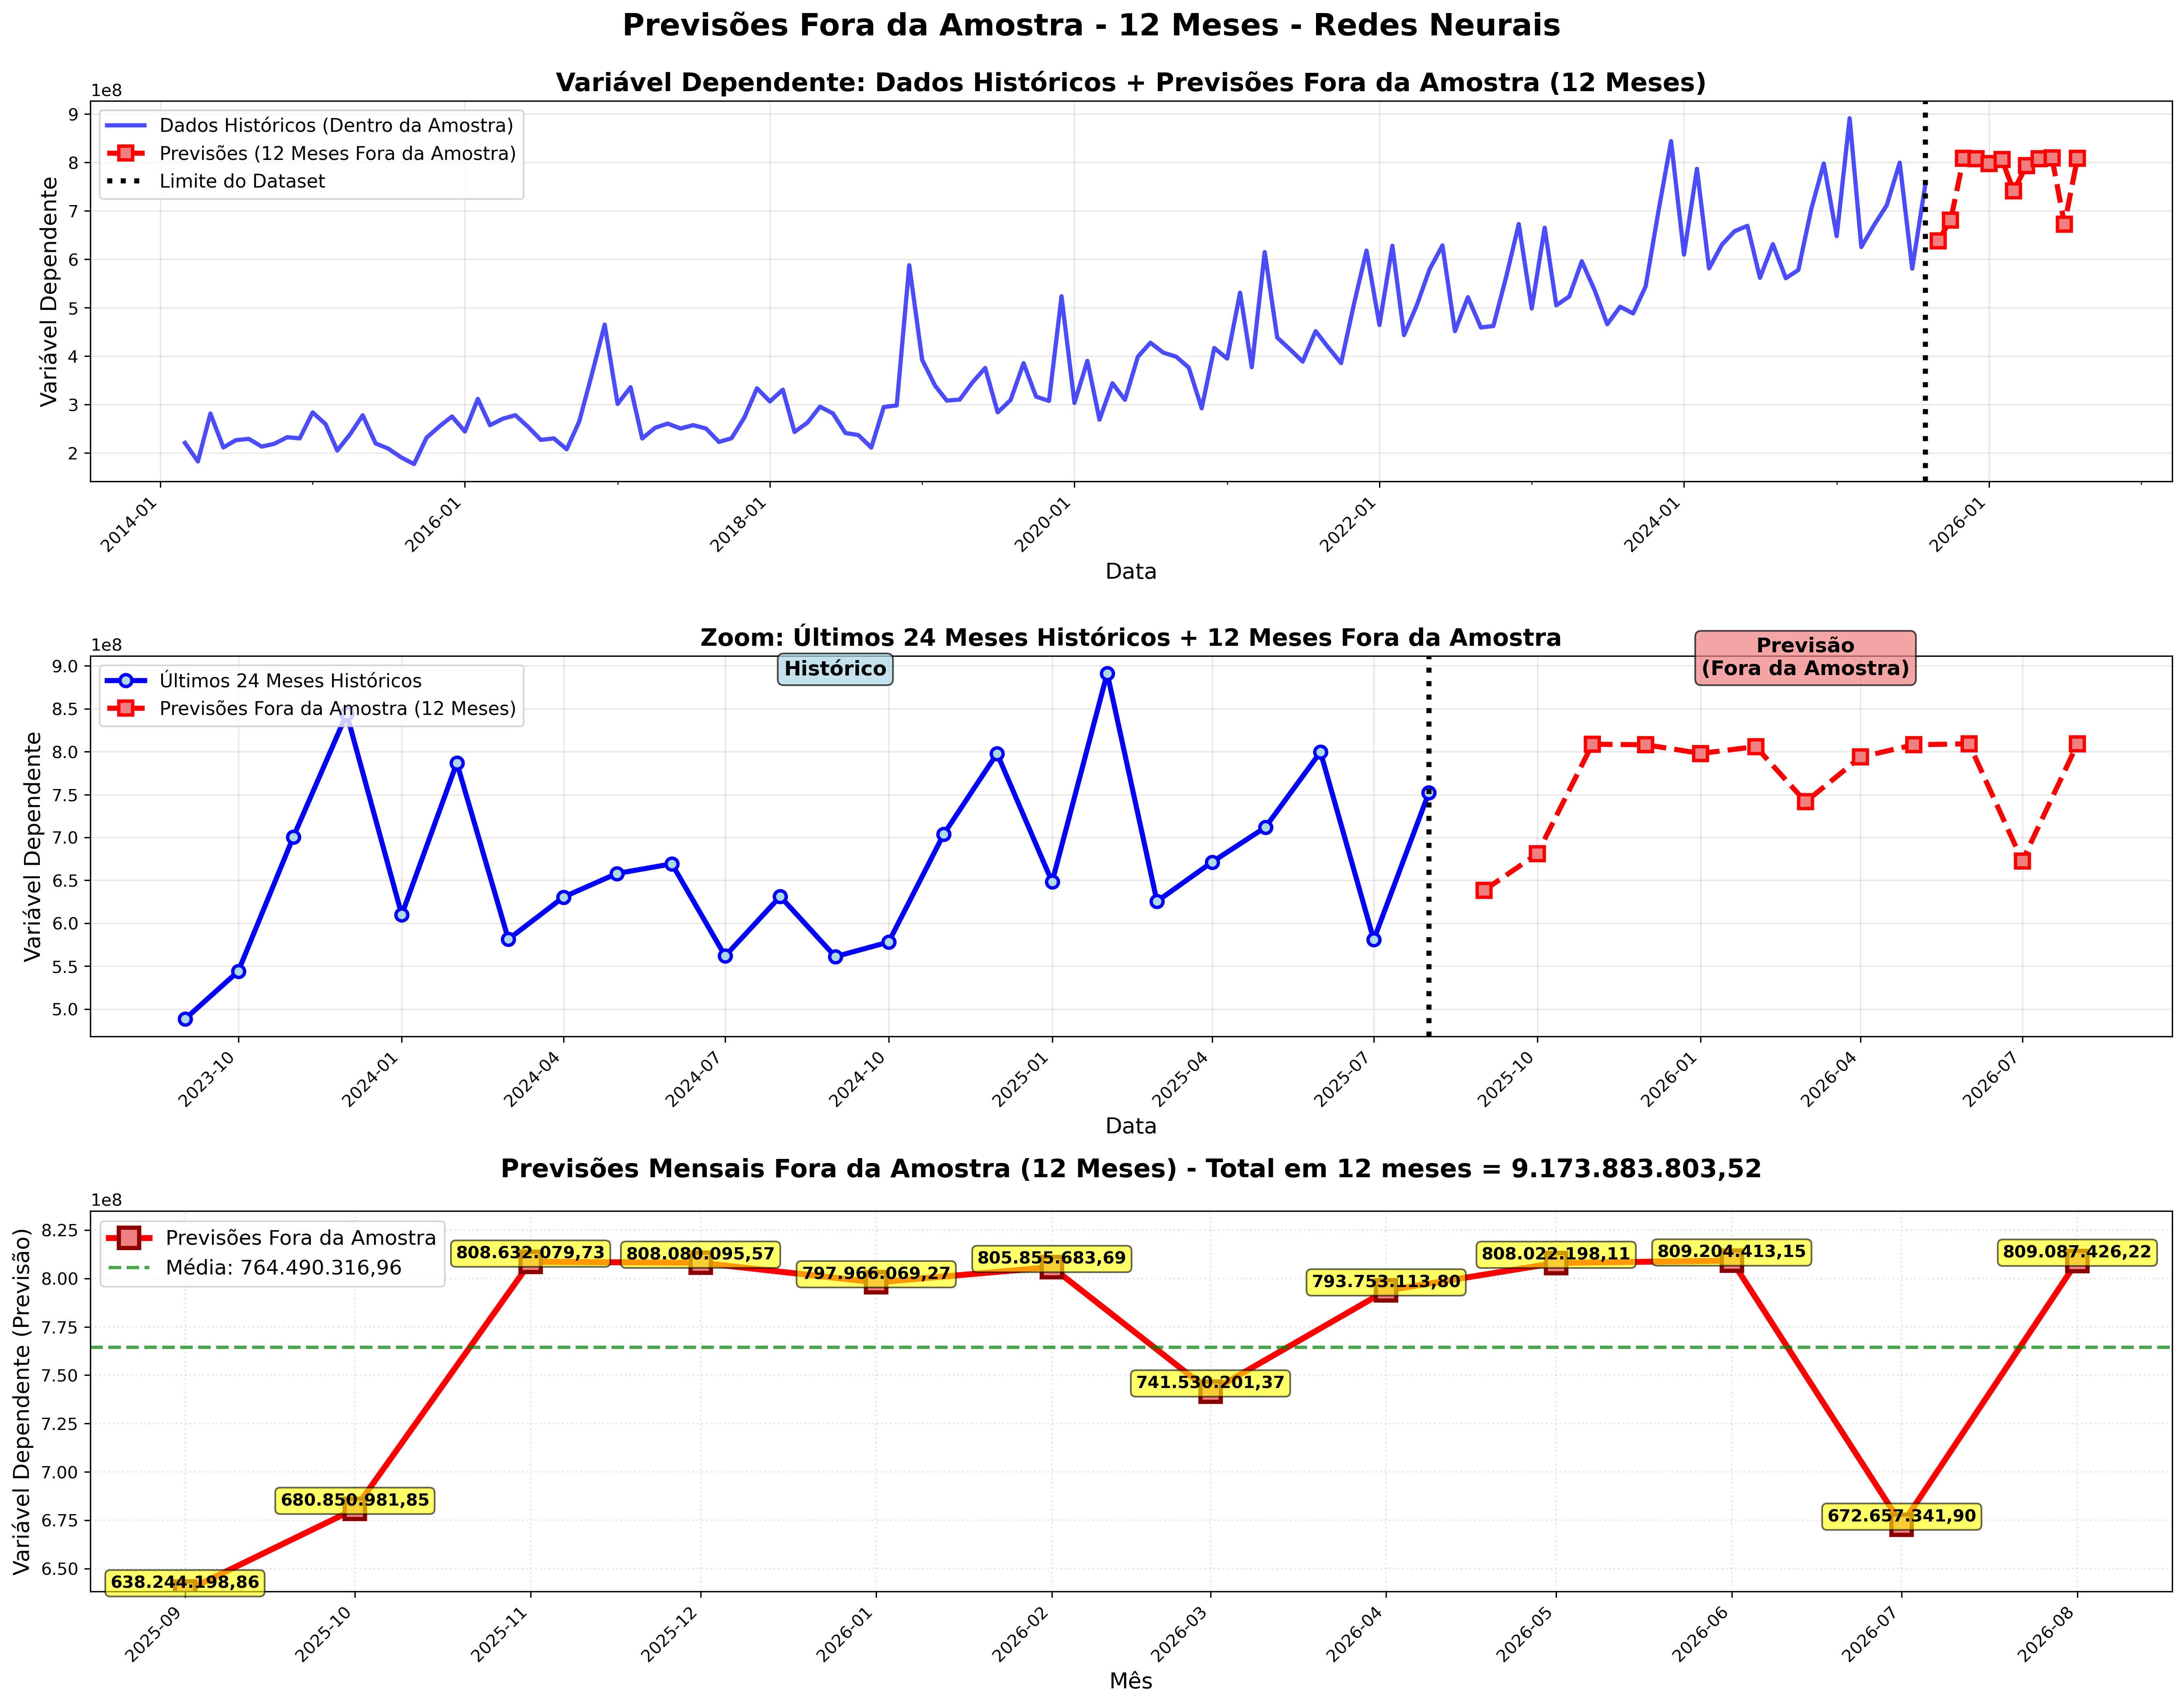 Previsões Fora da Amostra - 12 Meses - Redes Neurais
Variável Dependente: Dados Históricos + Previsões Fora da Amostra (12 Meses)
1e8
Dados Históricos (Dentro da Amostra)
Previsões (12 Meses Fora da Amostra)
Limite do Dataset
Variável Dependente
9
8
7
6
5
4
3
2
2014-01
2016-01
2018-01
2020-01
2022-01
2024-01
2026-01
Data
Zoom: Últimos 24 Meses Históricos + 12 Meses Fora da Amostra
1e8
Últimos 24 Meses Históricos
Previsões Fora da Amostra (12 Meses)
Histórico
Previsão
(Fora da Amostra)
Variável Dependente
9.0
8.5
8.0
7.5
7.0
6.5
6.0
5.5
5.0
2023-10
2024-01
2024-04
2024-07
2024-10
2025-01
2025-04
2025-07
2025-10
2026-01
2026-04
2026-07
Data
Previsões Mensais Fora da Amostra (12 Meses) - Total em 12 meses = 9.173.883.803,52
1e8
Previsões Fora da Amostra
Média: 764.490.316,96
Variável Dependente (Previsão)
8.25
8.00
7.75
7.50
7.25
7.00
6.75
6.50
638.244.198,86
680.850.981,85
808.632.079,73
808.080.095,57
797.966.069,27
805.855.683,69
741.530.201,37
793.753.113,80
808.022.198,11
809.204.413,15
672.657.341,90
809.087.426,22
2025-09
2025-10
2025-11
2025-12
2026-01
2026-02
2026-03
2026-04
2026-05
2026-06
2026-07
2026-08
Mês